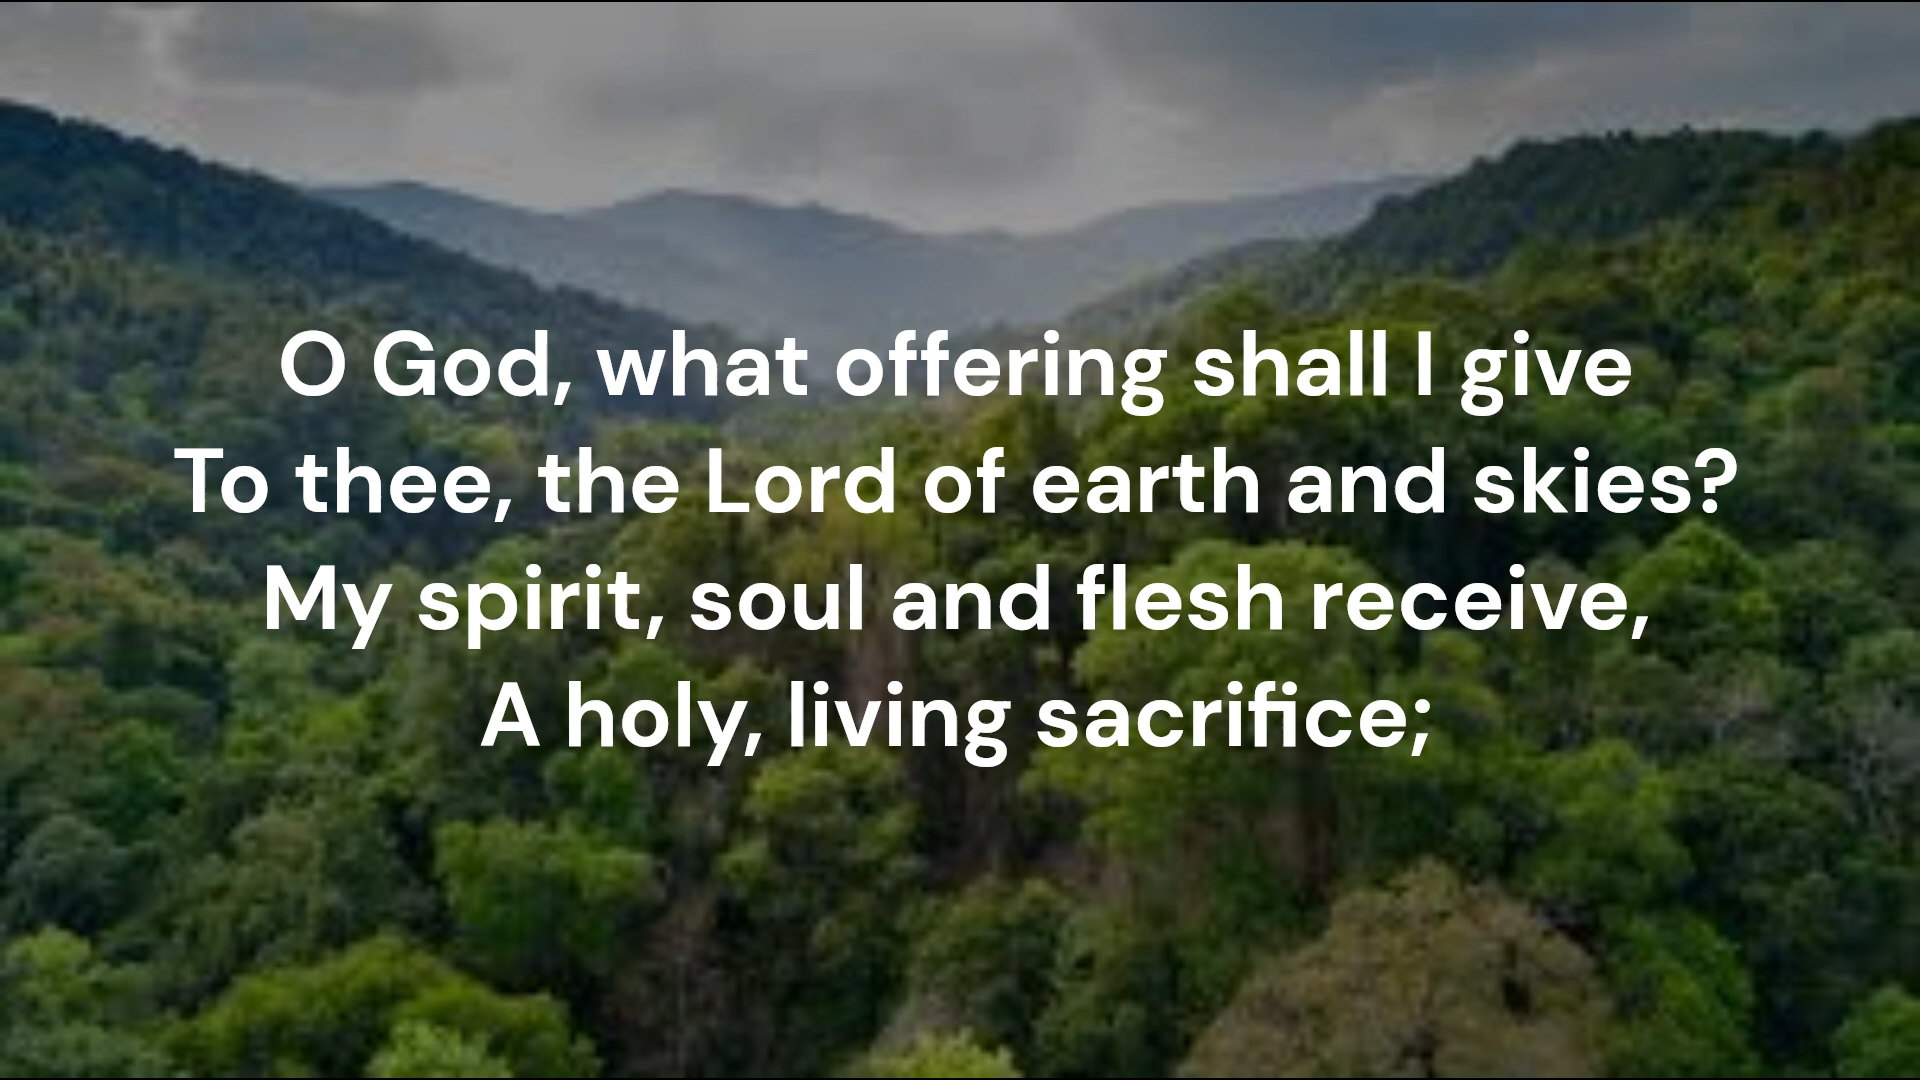 O God, what offering shall I give
To thee, the Lord of earth and skies?
My spirit, soul and flesh receive,
A holy, living sacrifice;